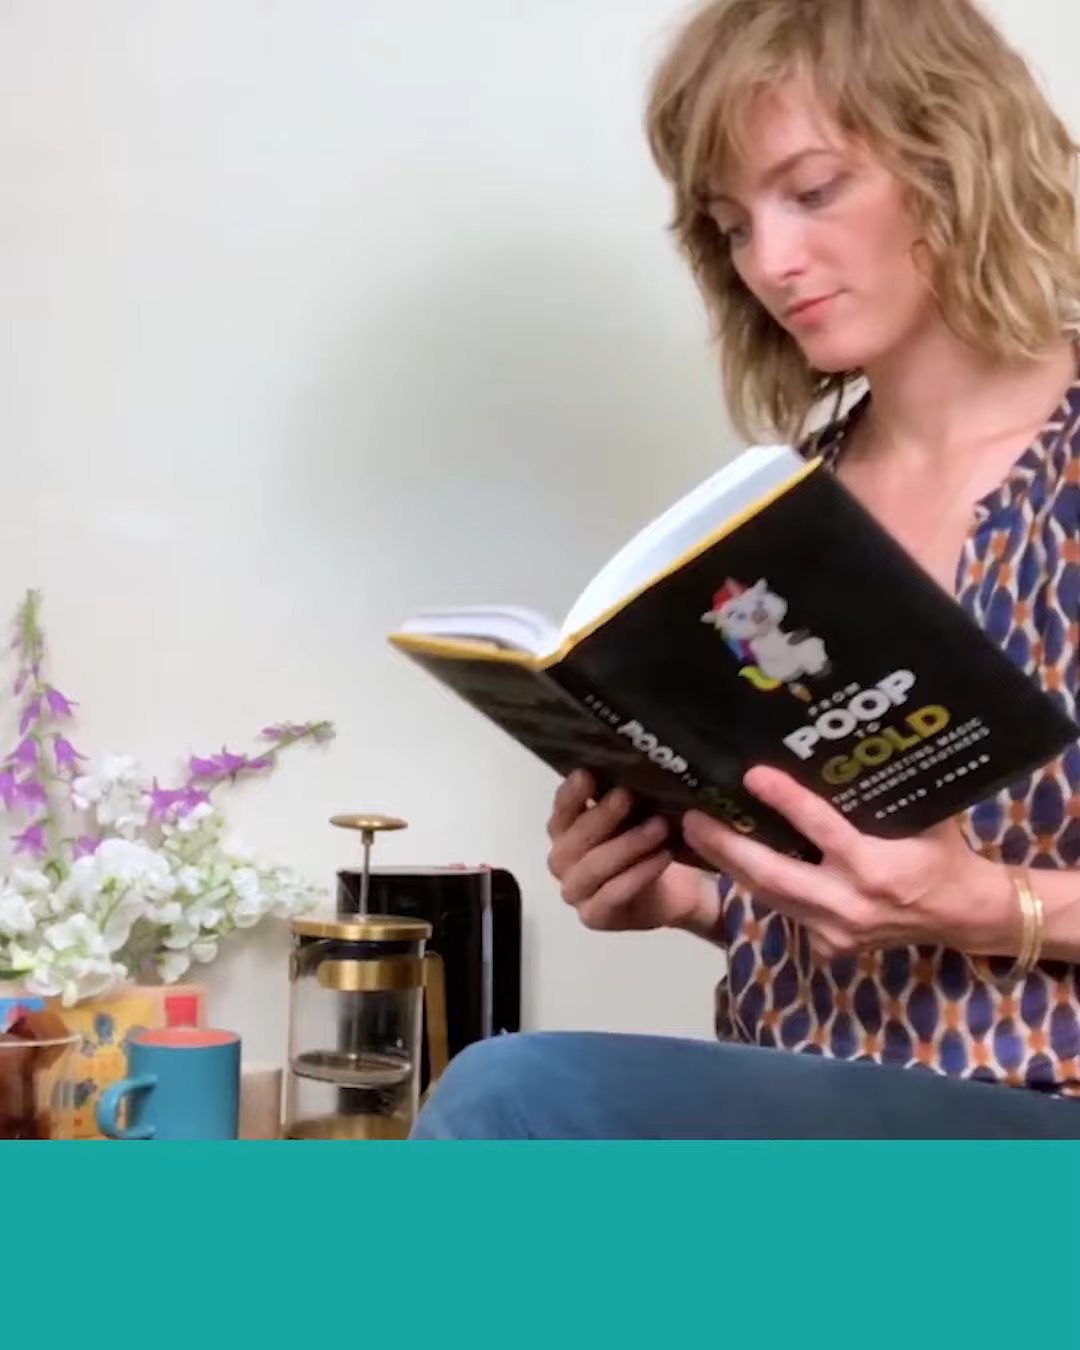 FROM
POOP
TO
GOLD
THE MARKETING MAGIC
OF HARMON BROTHERS
CHRIS JONES
FROM POOP TO GOLD